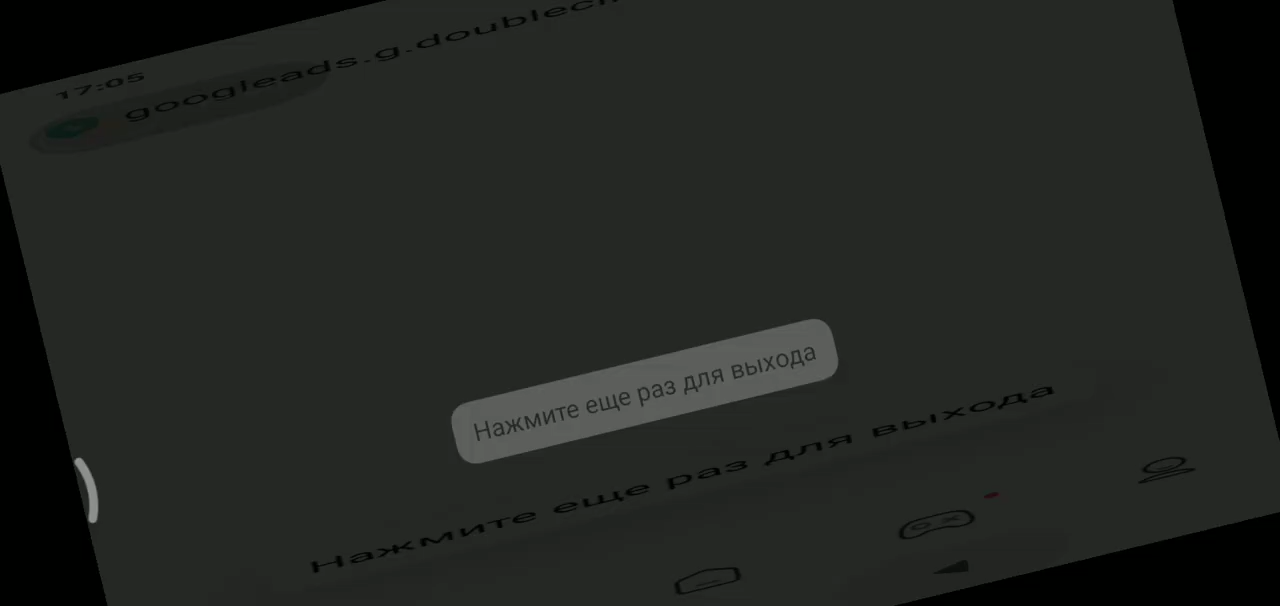 17:05
googleads.g.doublecl
Нажмите еще раз для выхода
Нажмите еще раз для выхода